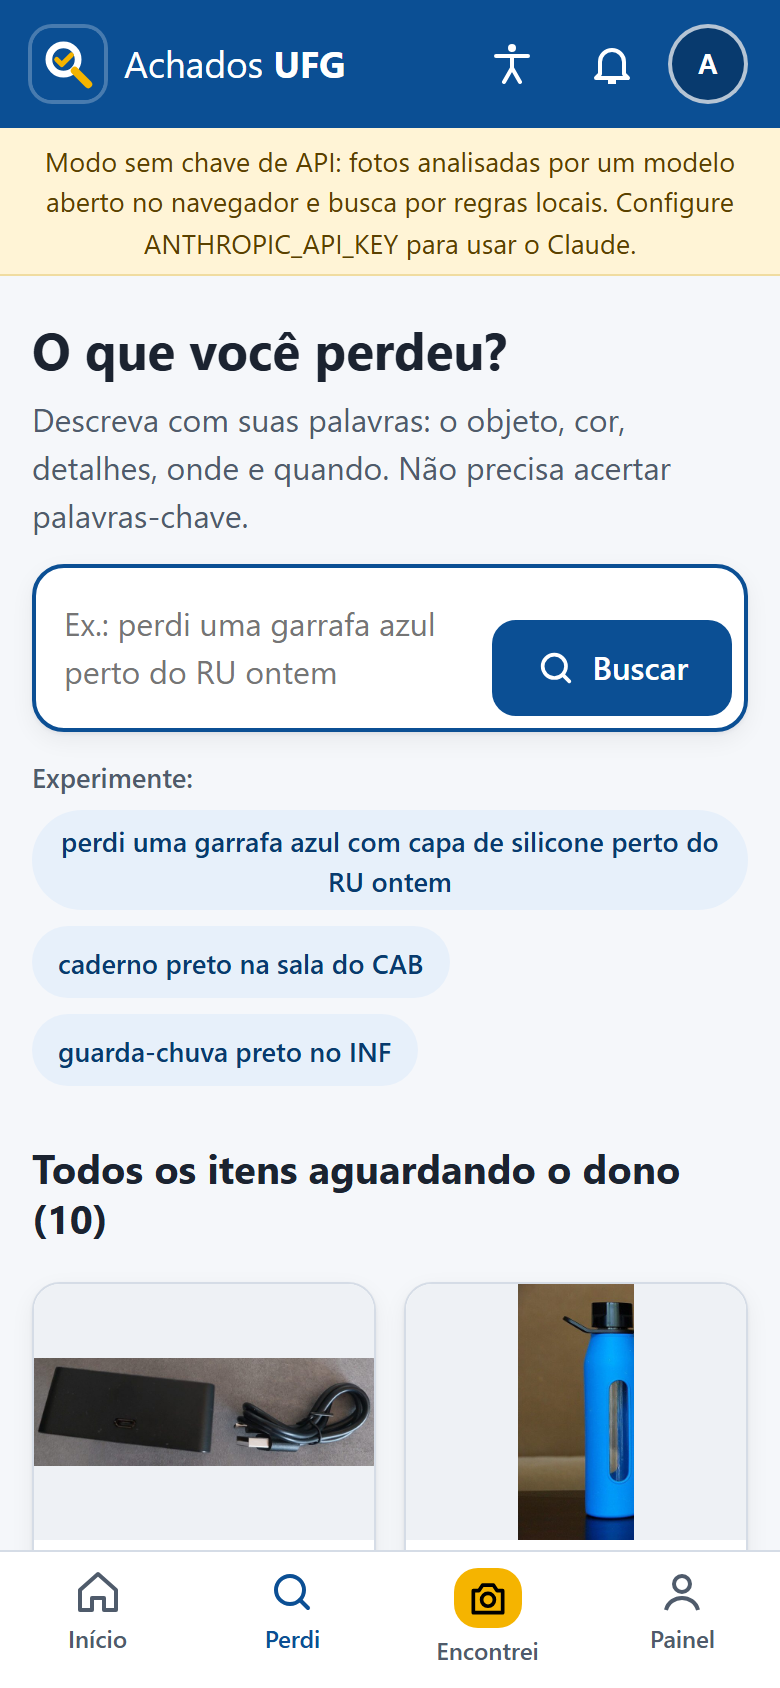 Achados UFG
A
Modo sem chave de API: fotos analisadas por um modelo
aberto no navegador e busca por regras locais. Configure
ANTHROPIC_API_KEY para usar o Claude.
O que você perdeu?
Descreva com suas palavras: o objeto, cor,
detalhes, onde e quando. Não precisa acertar
palavras-chave.
Ex.: perdi uma garrafa azul
perto do RU ontem
Buscar
Experimente:
perdi uma garrafa azul com capa de silicone perto do
RU ontem
caderno preto na sala do CAB
guarda-chuva preto no INF
Todos os itens aguardando o dono
(10)
Início
Perdi
Encontrei
Painel